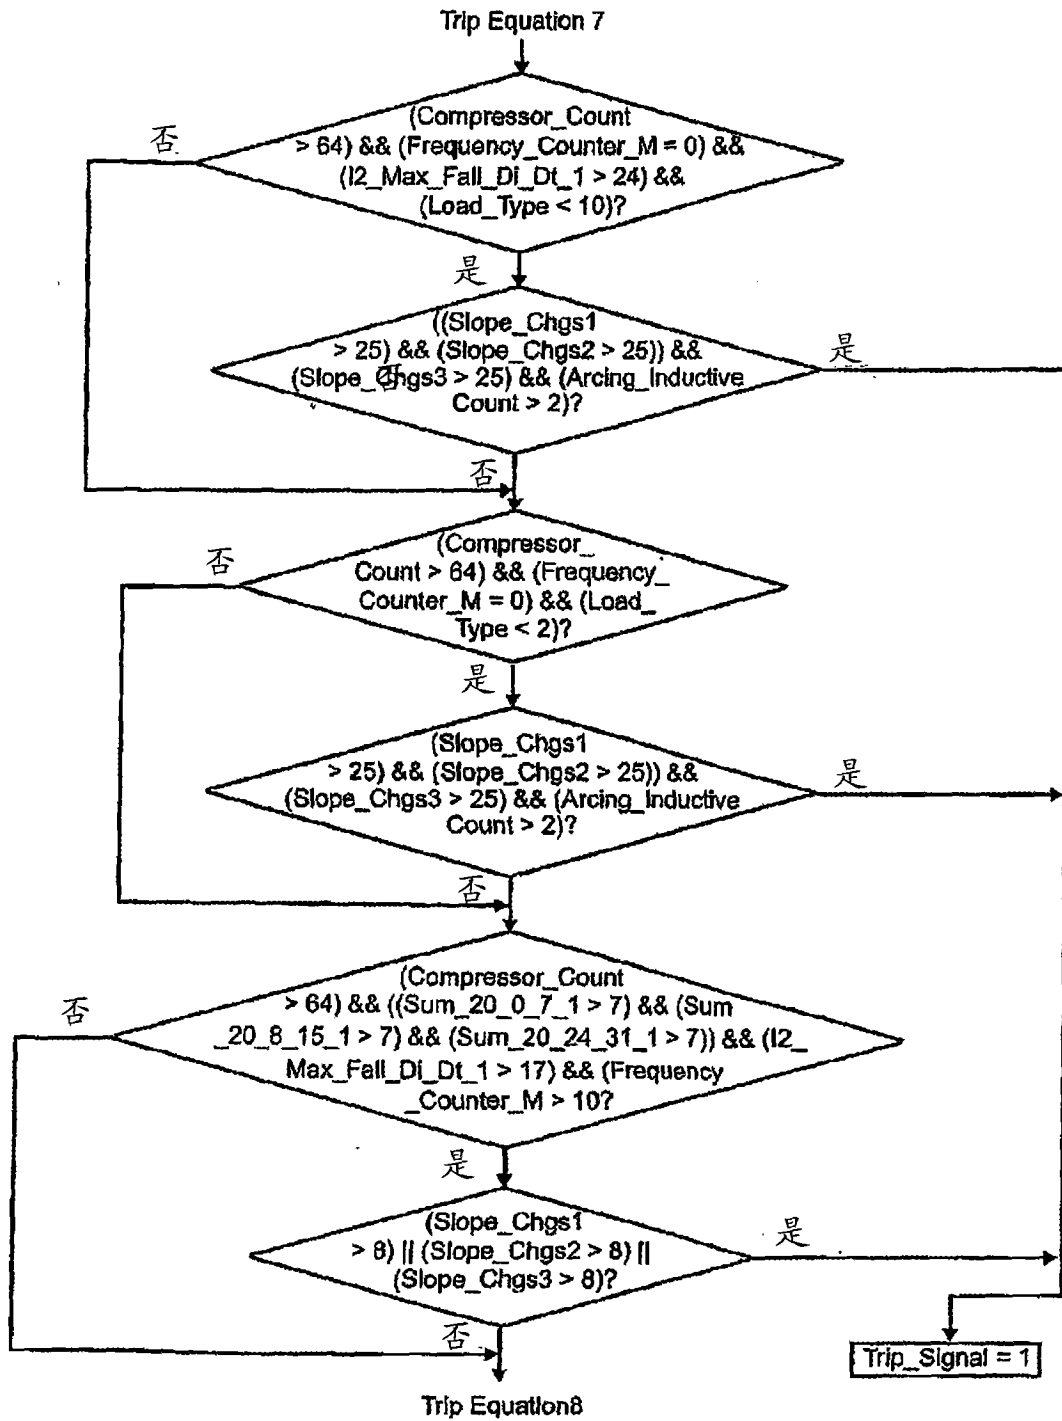 Trip Equation 7
(Compressor_Count
> 64) && (Frequency_Counter_M = 0) &&
(I2_Max_Fall_Di_Dt_1 > 24) &&
(Load_Type < 10)?
否
是
((Slope_Chgs1
> 25) && (Slope_Chgs2 > 25)) &&
(Slope_Chgs3 > 25) && (Arcing_Inductive
Count > 2)?
否
是
否
(Compressor_
Count > 64) && (Frequency_
Counter_M = 0) && (Load_
Type < 2)?
否
是
(Slope_Chgs1
> 25) && (Slope_Chgs2 > 25)) &&
(Slope_Chgs3 > 25) && (Arcing_Inductive
Count > 2)?
是
否
(Compressor_Count
> 64) && ((Sum_20_0_7_1 > 7) && (Sum
_20_8_15_1 > 7) && (Sum_20_24_31_1 > 7)) && (I2_
Max_Fall_Di_Dt_1 > 17) && (Frequency
_Counter_M > 10?
否
是
(Slope_Chgs1
> 8) || (Slope_Chgs2 > 8) ||
(Slope_Chgs3 > 8)?
是
否
Trip_Signal = 1
Trip Equation8